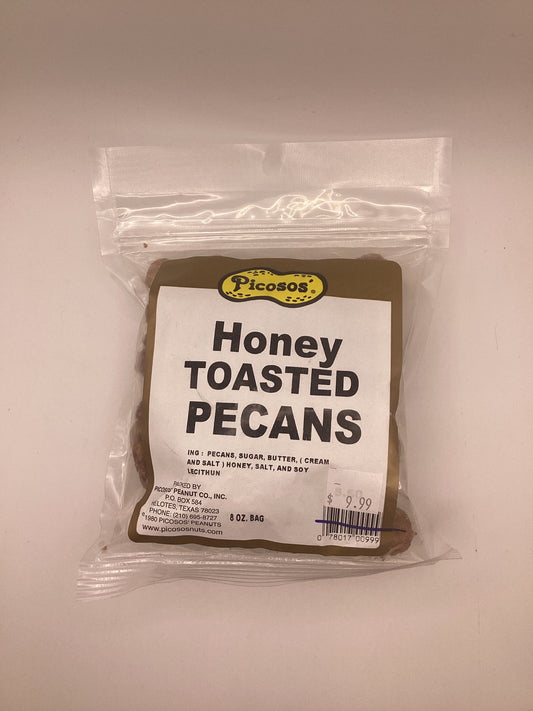 Picosos'®
Honey
TOASTED
PECANS
ING : PECANS, SUGAR, BUTTER, ( CREAM
AND SALT ) HONEY, SALT, AND SOY
LECITHUN
PACKED BY
PICOSOS' PEANUT CO., INC.
P.O. BOX 584
HELOTES, TEXAS 78023
PHONE: (210) 695-8727
©1980 PICOSOS' PEANUTS
www.picososnuts.com
8 OZ. BAG
$ 9.99
0 78017 00999